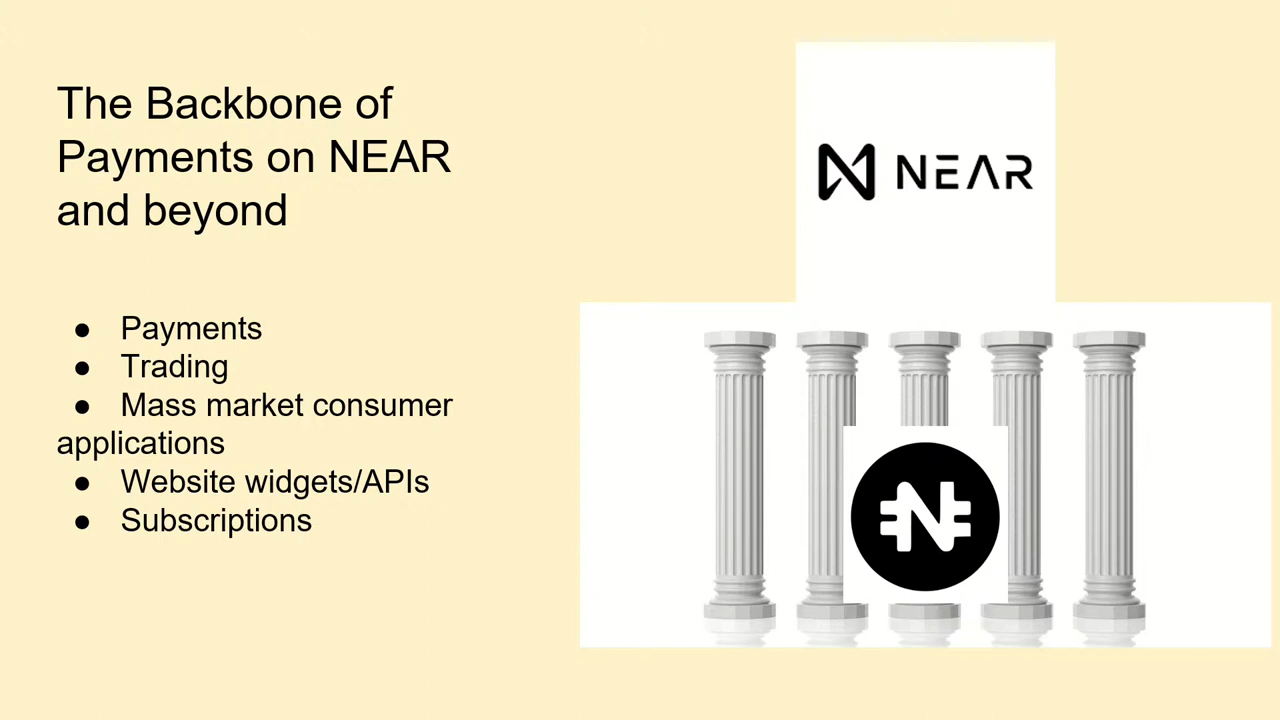 The Backbone of
Payments on NEAR
and beyond
● Payments
● Trading
● Mass market consumer
applications
● Website widgets/APIs
● Subscriptions
NEAR